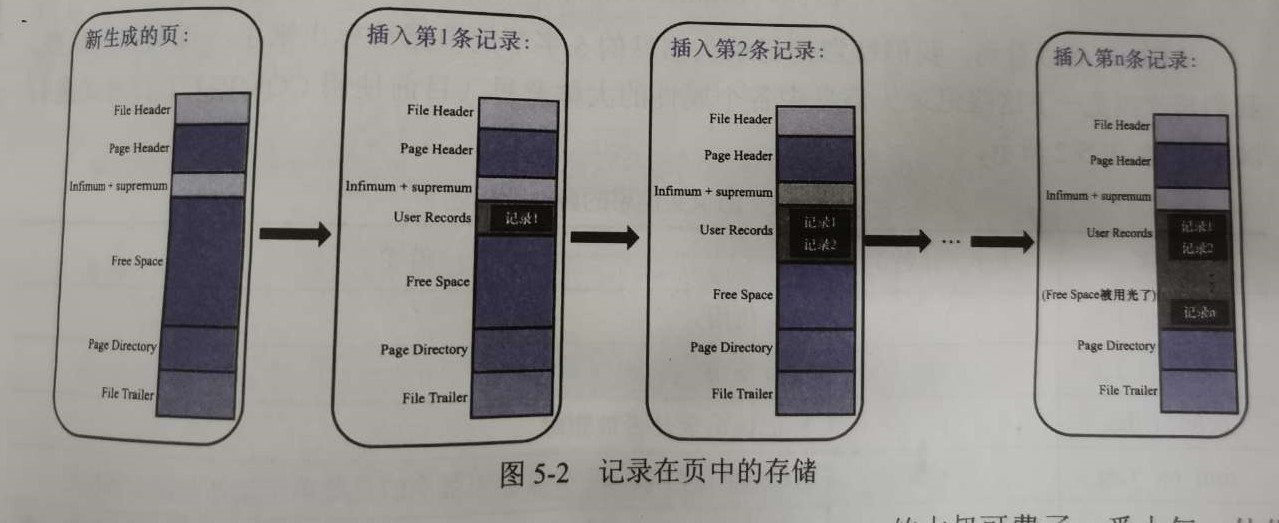 新生成的页：
File Header
Page Header
Infimum + supremum
Free Space
Page Directory
File Trailer
插入第1条记录：
File Header
Page Header
Infimum + supremum
User Records
记录1
Free Space
Page Directory
File Trailer
插入第2条记录：
File Header
Page Header
Infimum + supremum
User Records
记录1
记录2
Free Space
Page Directory
File Trailer
...
插入第n条记录：
File Header
Page Header
Infimum + supremum
User Records
记录1
记录2
(Free Space被用光了)
记录n
Page Directory
File Trailer
图 5-2 记录在页中的存储